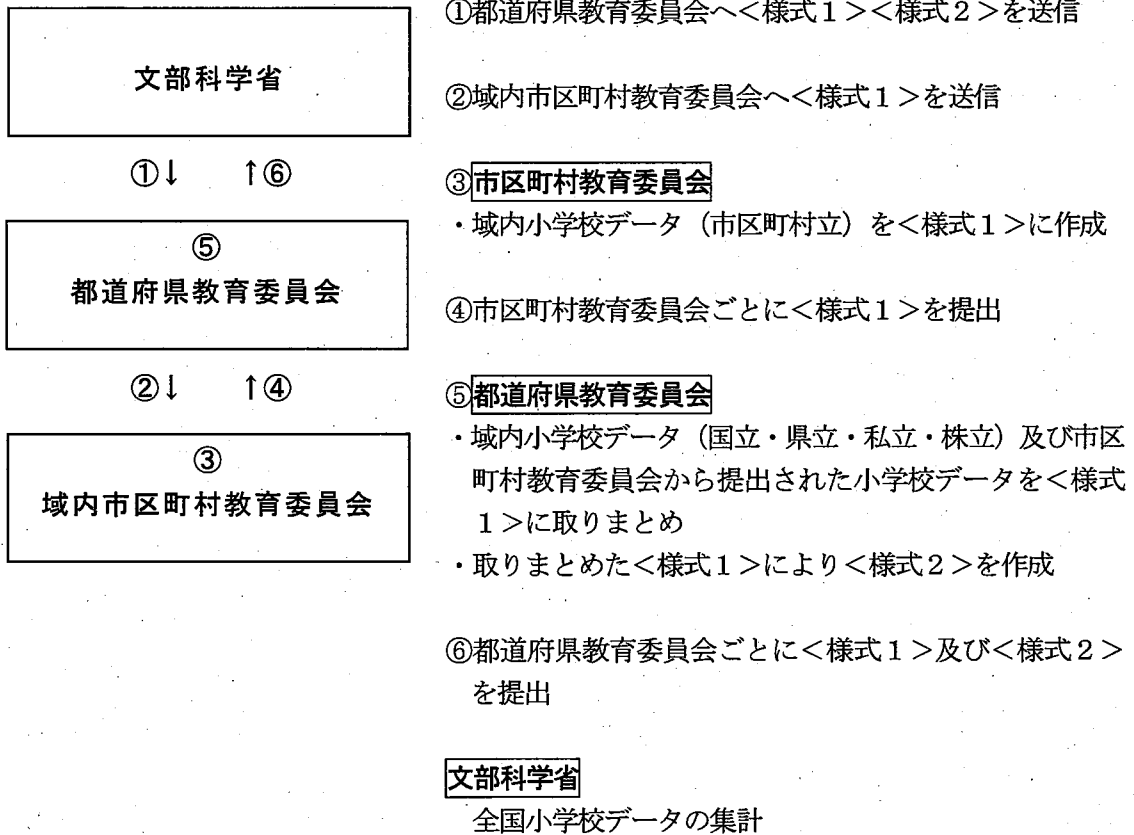 文部科学省
①↓ ↑⑥
⑤
都道府県教育委員会
②↓ ↑④
③
域内市区町村教育委員会
①都道府県教育委員会へ＜様式１＞＜様式２＞を送信
②域内市区町村教育委員会へ＜様式１＞を送信
③市区町村教育委員会
・域内小学校データ（市区町村立）を＜様式１＞に作成
④市区町村教育委員会ごとに＜様式１＞を提出
⑤都道府県教育委員会
・域内小学校データ（国立・県立・私立・株立）及び市区
町村教育委員会から提出された小学校データを＜様式
１＞に取りまとめ
・取りまとめた＜様式１＞により＜様式２＞を作成
⑥都道府県教育委員会ごとに＜様式１＞及び＜様式２＞
を提出
文部科学省
全国小学校データの集計